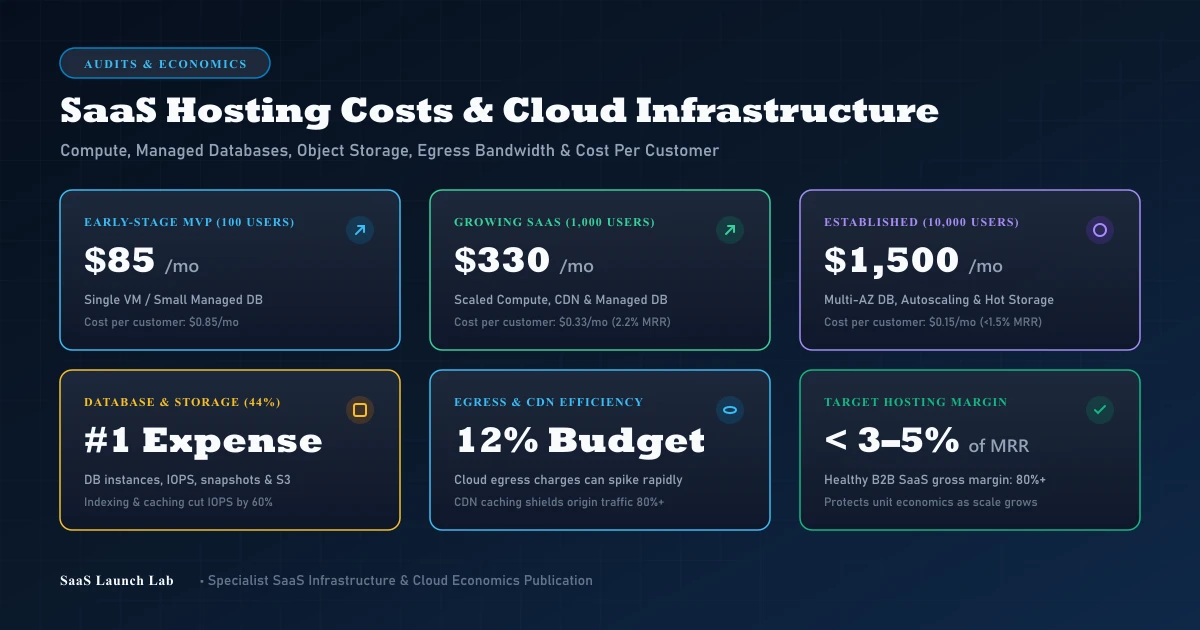 AUDITS & ECONOMICS
SaaS Hosting Costs & Cloud Infrastructure
Compute, Managed Databases, Object Storage, Egress Bandwidth & Cost Per Customer
EARLY-STAGE MVP (100 USERS)
$85 /mo
Single VM / Small Managed DB
Cost per customer: $0.85/mo
GROWING SAAS (1,000 USERS)
$330 /mo
Scaled Compute, CDN & Managed DB
Cost per customer: $0.33/mo (2.2% MRR)
ESTABLISHED (10,000 USERS)
$1,500 /mo
Multi-AZ DB, Autoscaling & Hot Storage
Cost per customer: $0.15/mo (<1.5% MRR)
DATABASE & STORAGE (44%)
#1 Expense
DB instances, IOPS, snapshots & S3
Indexing & caching cut IOPS by 60%
EGRESS & CDN EFFICIENCY
12% Budget
Cloud egress charges can spike rapidly
CDN caching shields origin traffic 80%+
TARGET HOSTING MARGIN
< 3–5% of MRR
Healthy B2B SaaS gross margin: 80%+
Protects unit economics as scale grows
SaaS Launch Lab • Specialist SaaS Infrastructure & Cloud Economics Publication